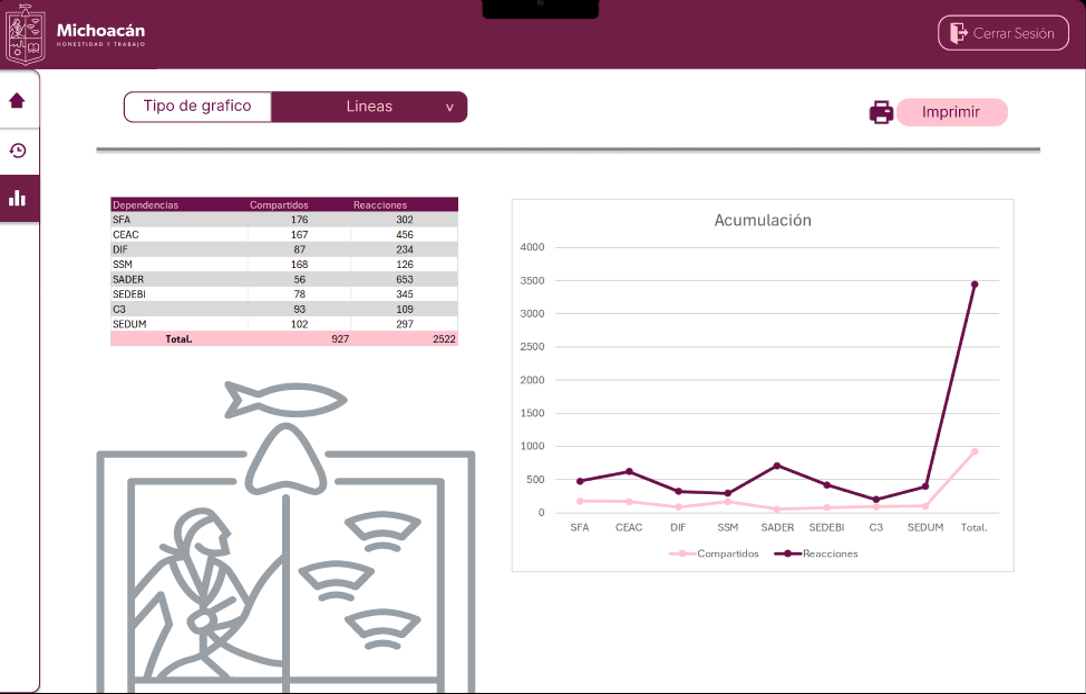 Michoacán
HONESTIDAD Y TRABAJO
Cerrar Sesión
Tipo de grafico Lineas v
Imprimir
Dependencias Compartidos Reacciones
SFA 176 302
CEAC 167 456
DIF 87 234
SSM 168 126
SADER 56 653
SEDEBI 78 345
C3 93 109
SEDUM 102 297
Total. 927 2522
Acumulación
4000
3500
3000
2500
2000
1500
1000
500
0
SFA CEAC DIF SSM SADER SEDEBI C3 SEDUM Total.
Compartidos Reacciones